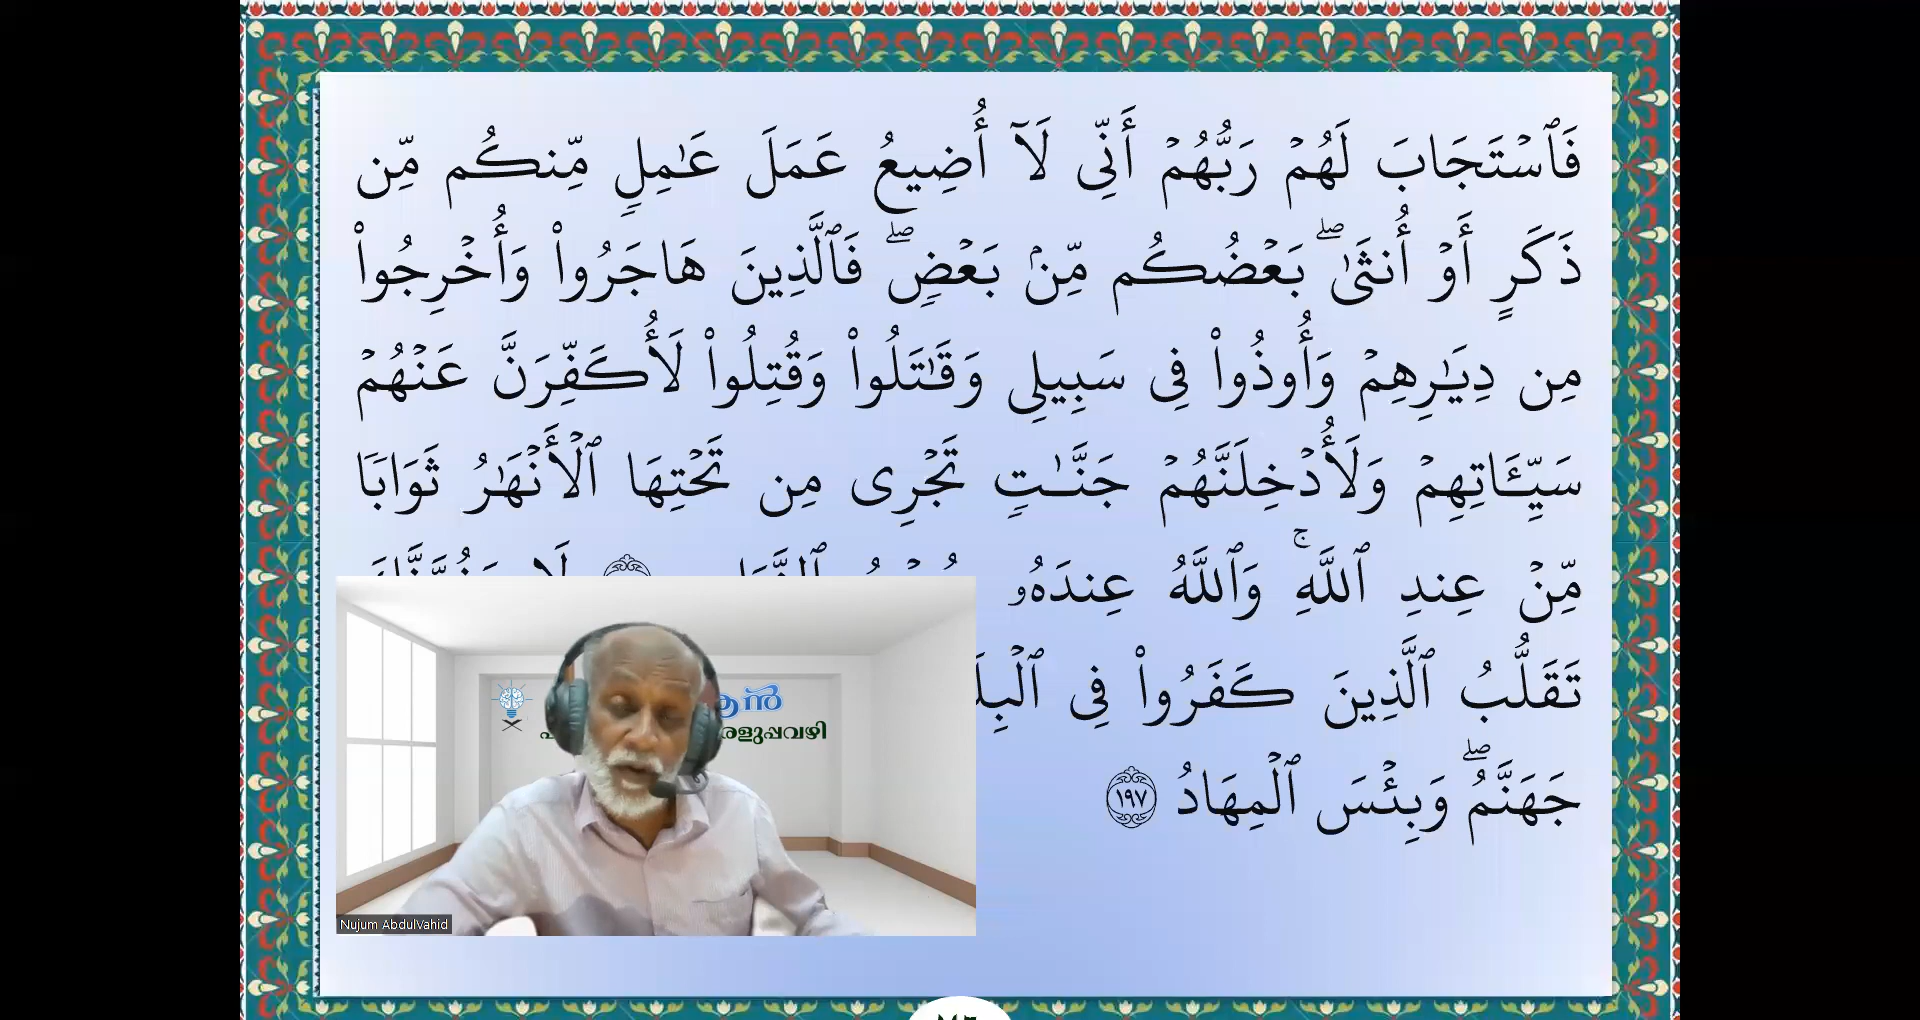 فَٱسْتَجَابَ لَهُمْ رَبُّهُمْ أَنِّى لَآ أُضِيعُ عَمَلَ عَٰمِلٍ مِّنكُم مِّن
ذَكَرٍ أَوْ أُنثَىٰ ۖ بَعْضُكُم مِّنۢ بَعْضٍ ۖ فَٱلَّذِينَ هَاجَرُوا۟ وَأُخْرِجُوا۟
مِن دِيَٰرِهِمْ وَأُوذُوا۟ فِى سَبِيلِى وَقَٰتَلُوا۟ وَقُتِلُوا۟ لَأُكَفِّرَنَّ عَنْهُمْ
سَيِّـَٔاتِهِمْ وَلَأُدْخِلَنَّهُمْ جَنَّٰتٍ تَجْرِى مِن تَحْتِهَا ٱلْأَنْهَٰرُ ثَوَابًا
مِّنْ عِندِ ٱللَّهِ ۚ وَٱللَّهُ عِندَهُۥ
تَقَلُّبُ ٱلَّذِينَ كَفَرُوا۟ فِى
جَهَنَّمُ ۖ وَبِئْسَ ٱلْمِهَادُ ١٩٧
Nujum AbdulVahid